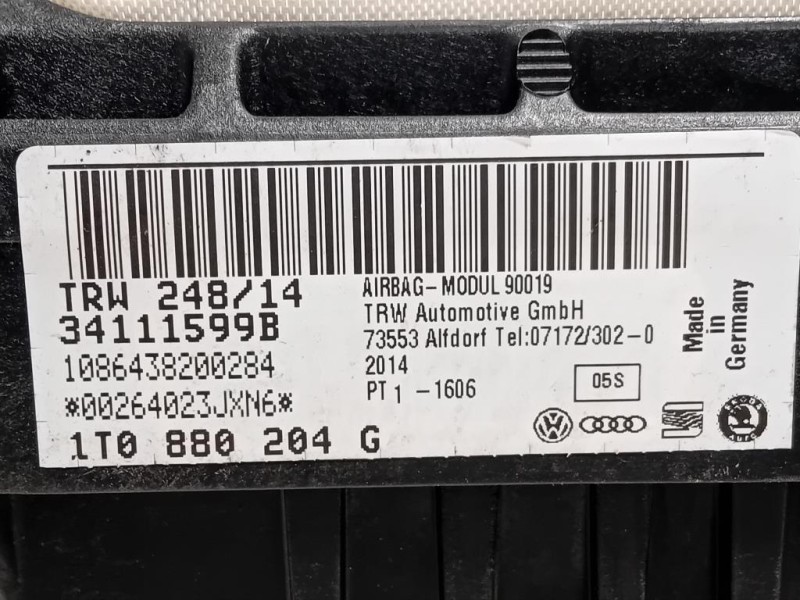 TRW 248/14
34111599B
1086438200284
*00264023JXN6*
1T0 880 204 G
AIRBAG-MODUL 90019
TRW Automotive GmbH
73553 Alfdorf Tel:07172/302-0
2014
PT 1 -1606
05S
Made
in
Germany